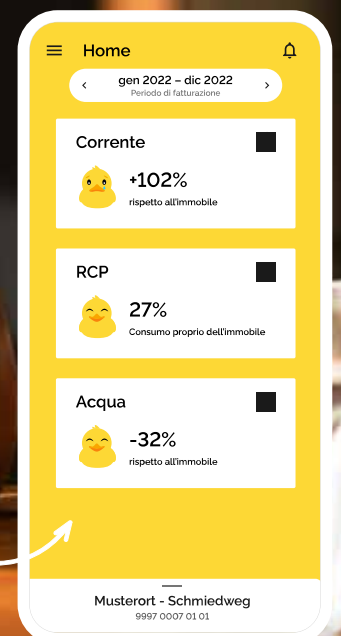 Home
gen 2022 – dic 2022
Periodo di fatturazione
Corrente
+102%
rispetto all'immobile
RCP
27%
Consumo proprio dell'immobile
Acqua
-32%
rispetto all'immobile
Musterort - Schmiedweg
9997 0007 01 01